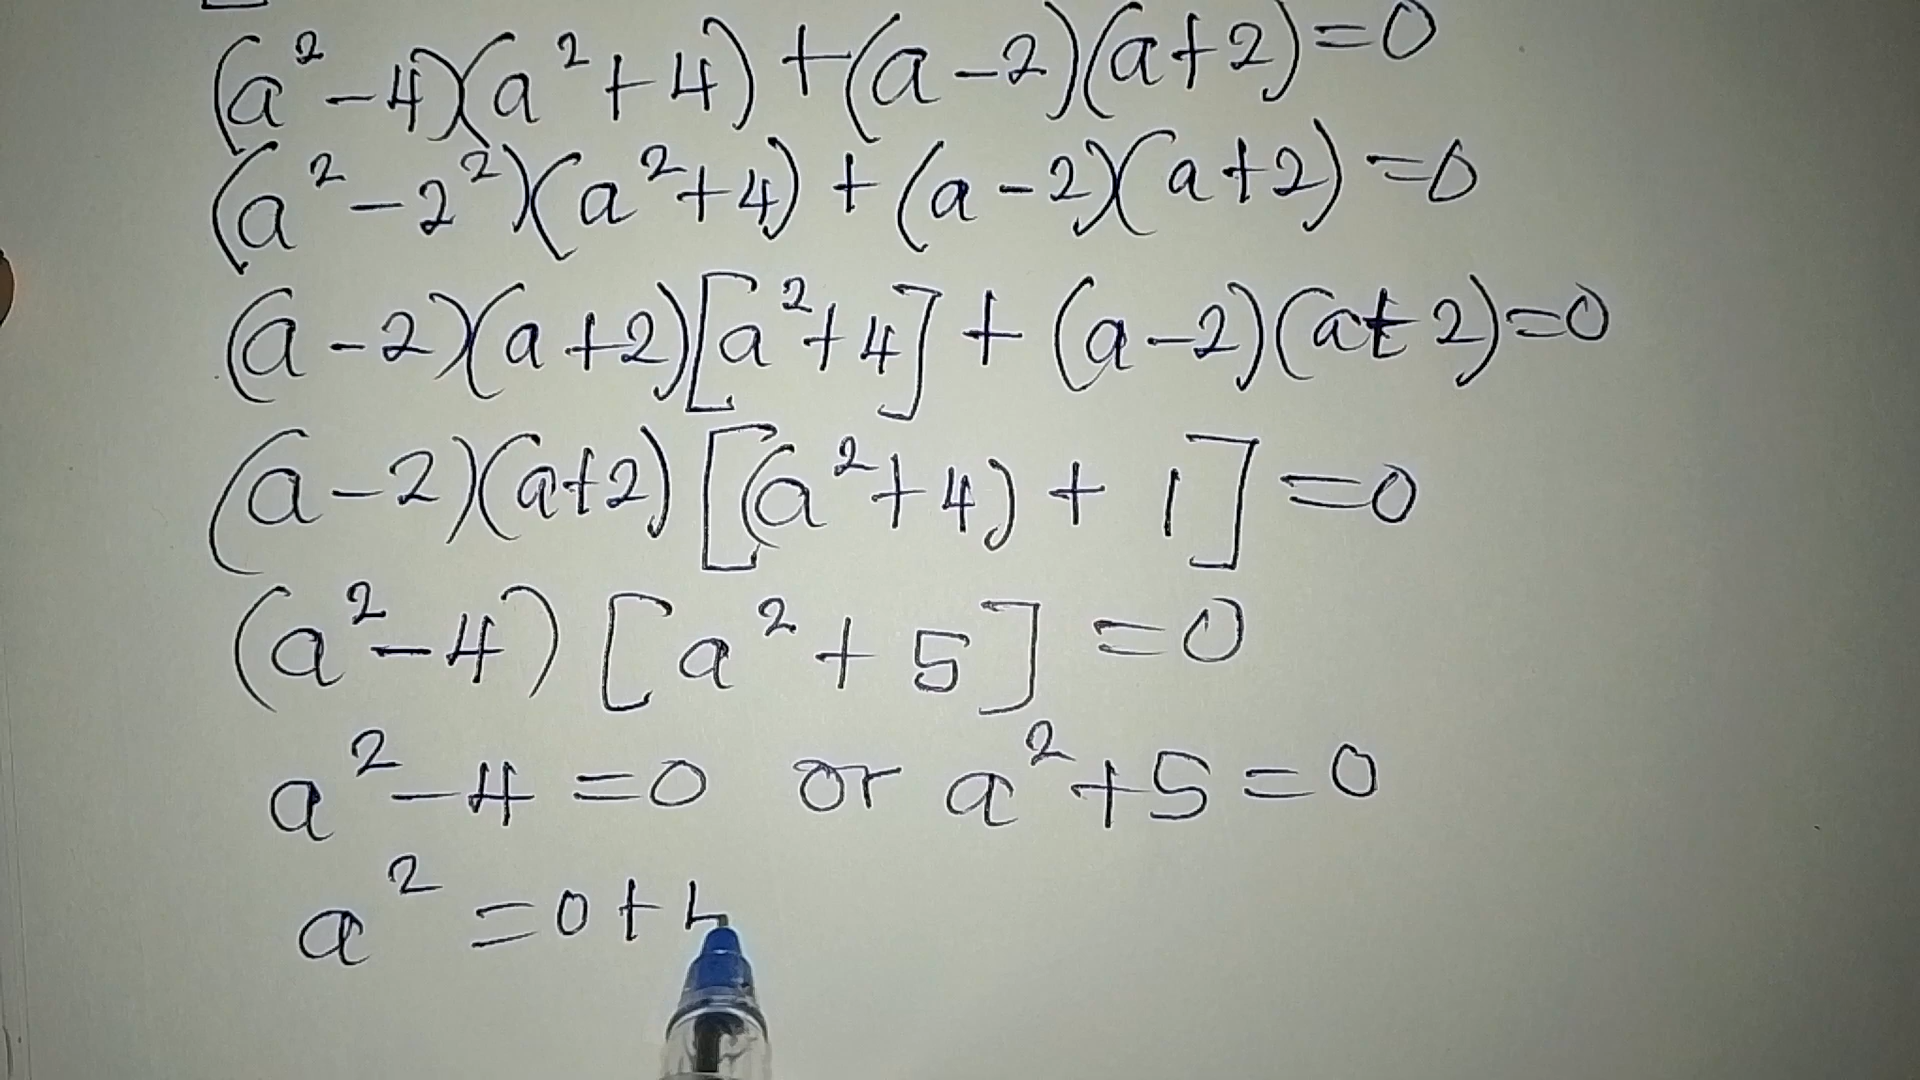 (a²-4)(a²+4)+(a-2)(a+2)=0
(a²-2²)(a²+4)+(a-2)(a+2)=0
(a-2)(a+2)[a²+4]+(a-2)(a+2)=0
(a-2)(a+2)[(a²+4)+1]=0
(a²-4)[a²+5]=0
a²-4=0 or a²+5=0
a²=0+4